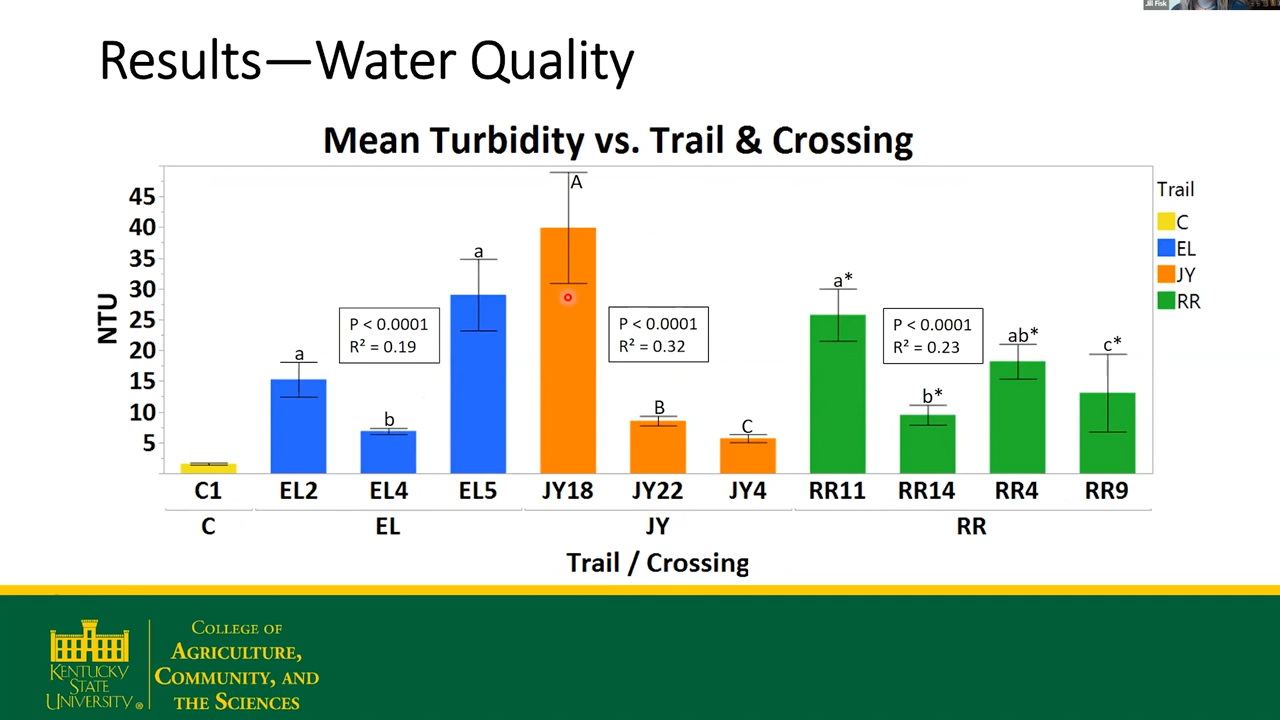 Jill Fisk
Results—Water Quality
Mean Turbidity vs. Trail & Crossing
NTU
45
40
35
30
25
20
15
10
5
a
b
a
A
B
C
a*
b*
ab*
c*
P < 0.0001
R² = 0.19
P < 0.0001
R² = 0.32
P < 0.0001
R² = 0.23
Trail
C
EL
JY
RR
C1 EL2 EL4 EL5 JY18 JY22 JY4 RR11 RR14 RR4 RR9
C EL JY RR
Trail / Crossing
KENTUCKY
STATE
UNIVERSITY®
COLLEGE OF
AGRICULTURE,
COMMUNITY, AND
THE SCIENCES